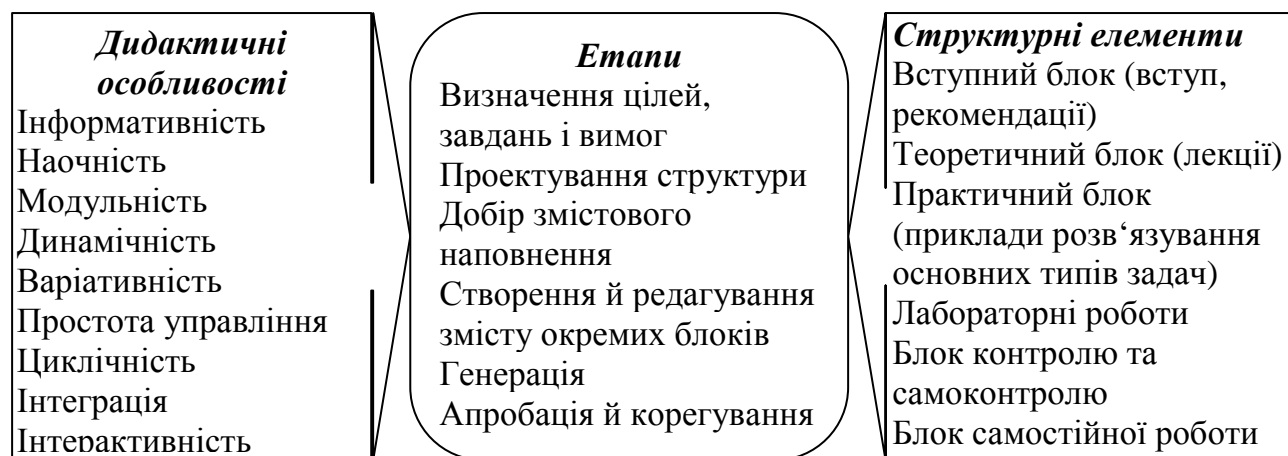 Дидактичні
особливості
Інформативність
Наочність
Модульність
Динамічність
Варіативність
Простота управління
Циклічність
Інтеграція
Інтерактивність
Етапи
Визначення цілей,
завдань і вимог
Проектування структури
Добір змістового
наповнення
Створення й редагування
змісту окремих блоків
Генерація
Апробація й корегування
Структурні елементи
Вступний блок (вступ,
рекомендації)
Теоретичний блок (лекції)
Практичний блок
(приклади розв‘язування
основних типів задач)
Лабораторні роботи
Блок контролю та
самоконтролю
Блок самостійної роботи